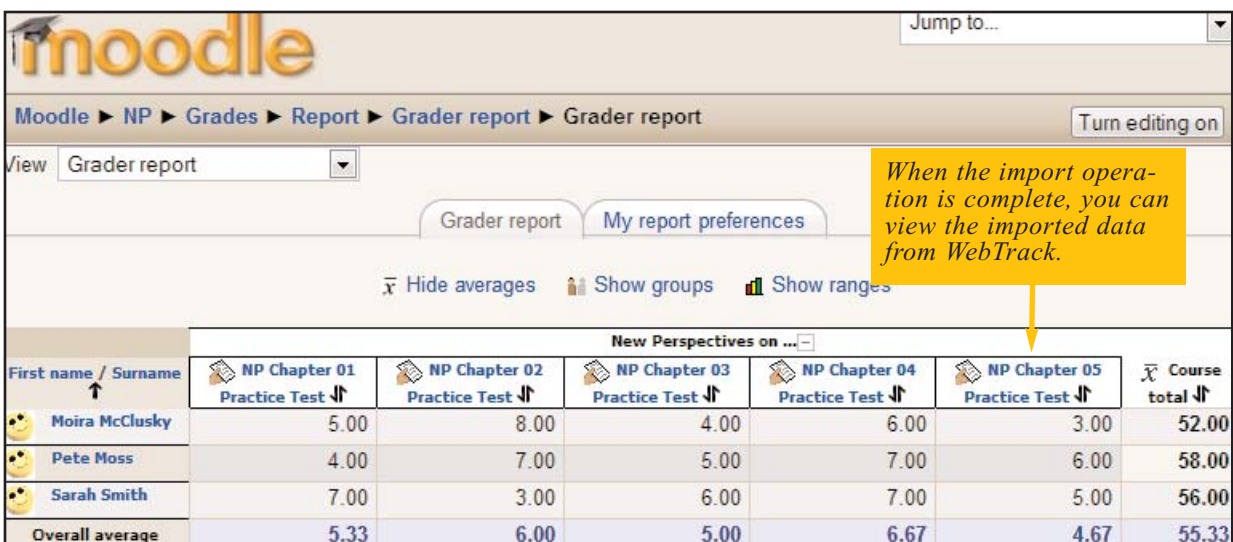 moodle
Jump to...
Moodle ► NP ► Grades ► Report ► Grader report ► Grader report
Turn editing on
View Grader report
When the import opera-
tion is complete, you can
view the imported data
from WebTrack.
Grader report My report preferences
x̅ Hide averages Show groups Show ranges
New Perspectives on ...
First name / Surname ↑ NP Chapter 01 Practice Test NP Chapter 02 Practice Test NP Chapter 03 Practice Test NP Chapter 04 Practice Test NP Chapter 05 Practice Test x̅ Course total
Moira McClusky 5.00 8.00 4.00 6.00 3.00 52.00
Pete Moss 4.00 7.00 5.00 7.00 6.00 58.00
Sarah Smith 7.00 3.00 6.00 7.00 5.00 56.00
Overall average 5.33 6.00 5.00 6.67 4.67 55.33